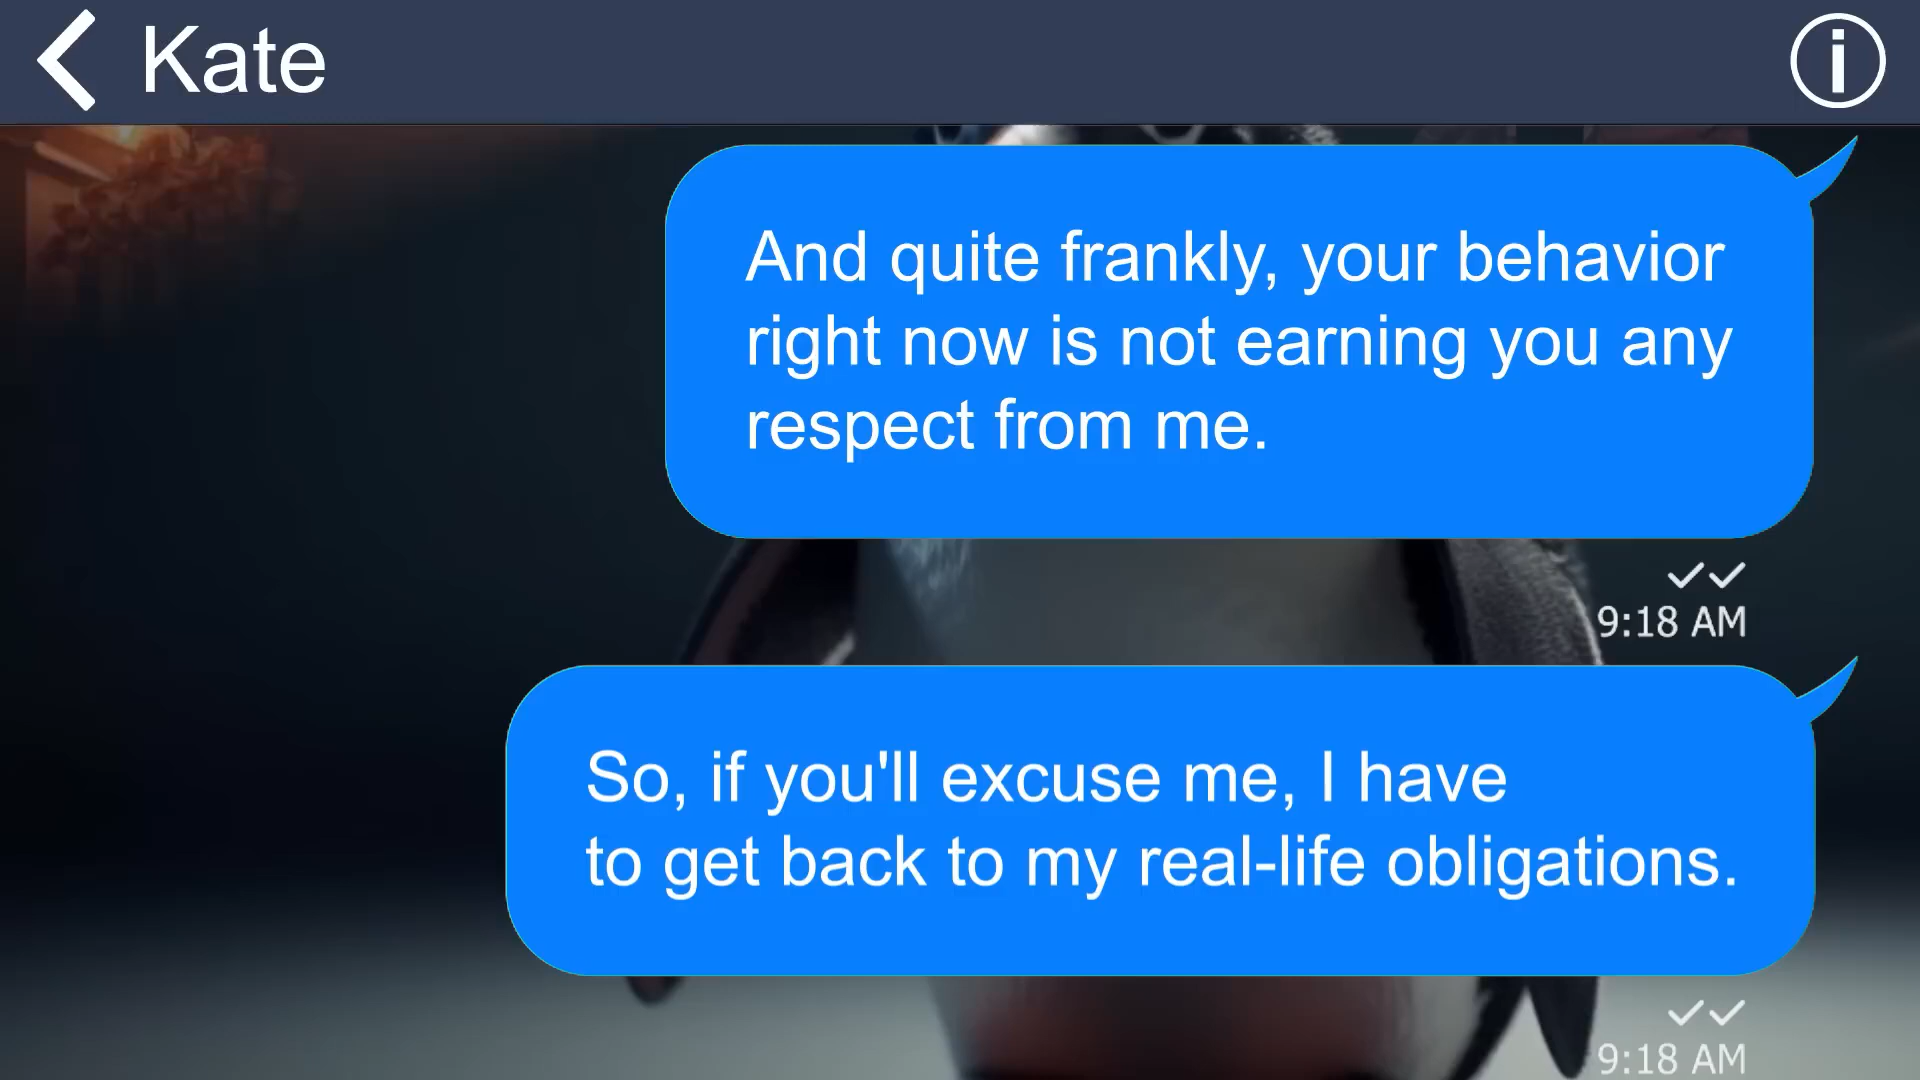 Kate
And quite frankly, your behavior
right now is not earning you any
respect from me.
9:18 AM
So, if you'll excuse me, I have
to get back to my real-life obligations.
9:18 AM